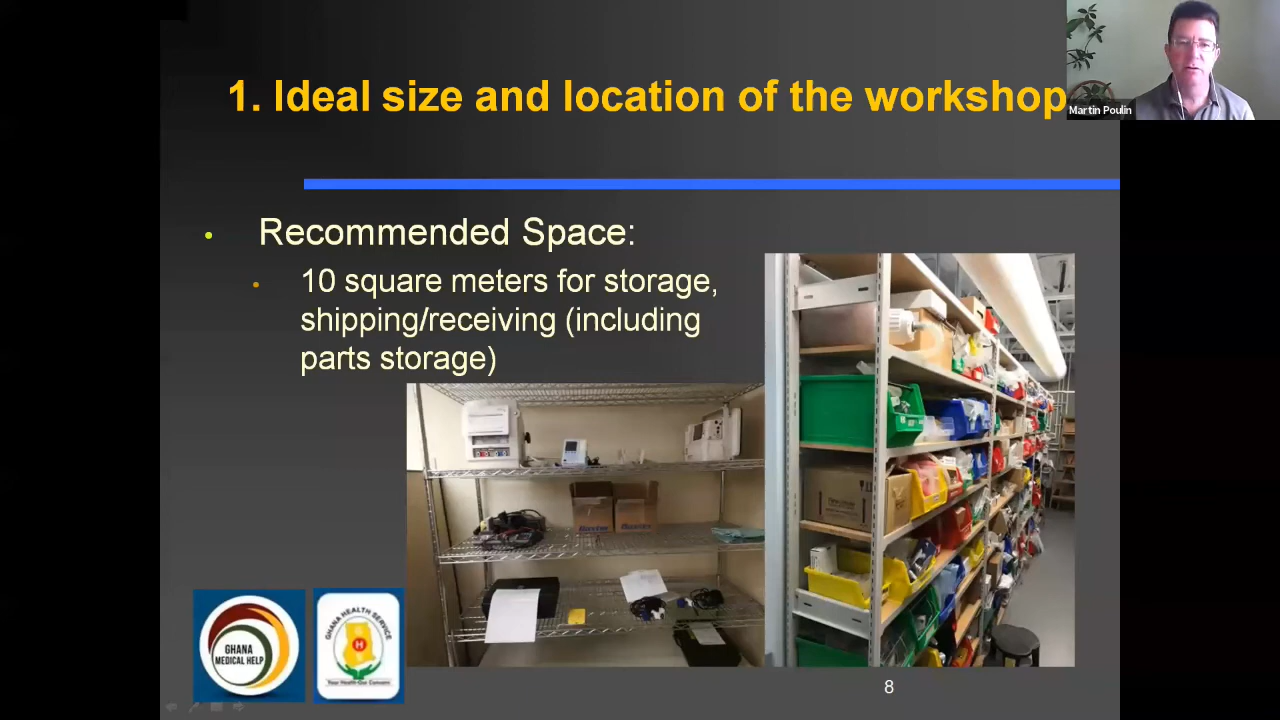 1. Ideal size and location of the workshop
Martin Poulin
• Recommended Space:
• 10 square meters for storage,
shipping/receiving (including
parts storage)
Baxter
GHANA
MEDICAL HELP
GHANA HEALTH SERVICE
H
Your Health-Our Concern
8